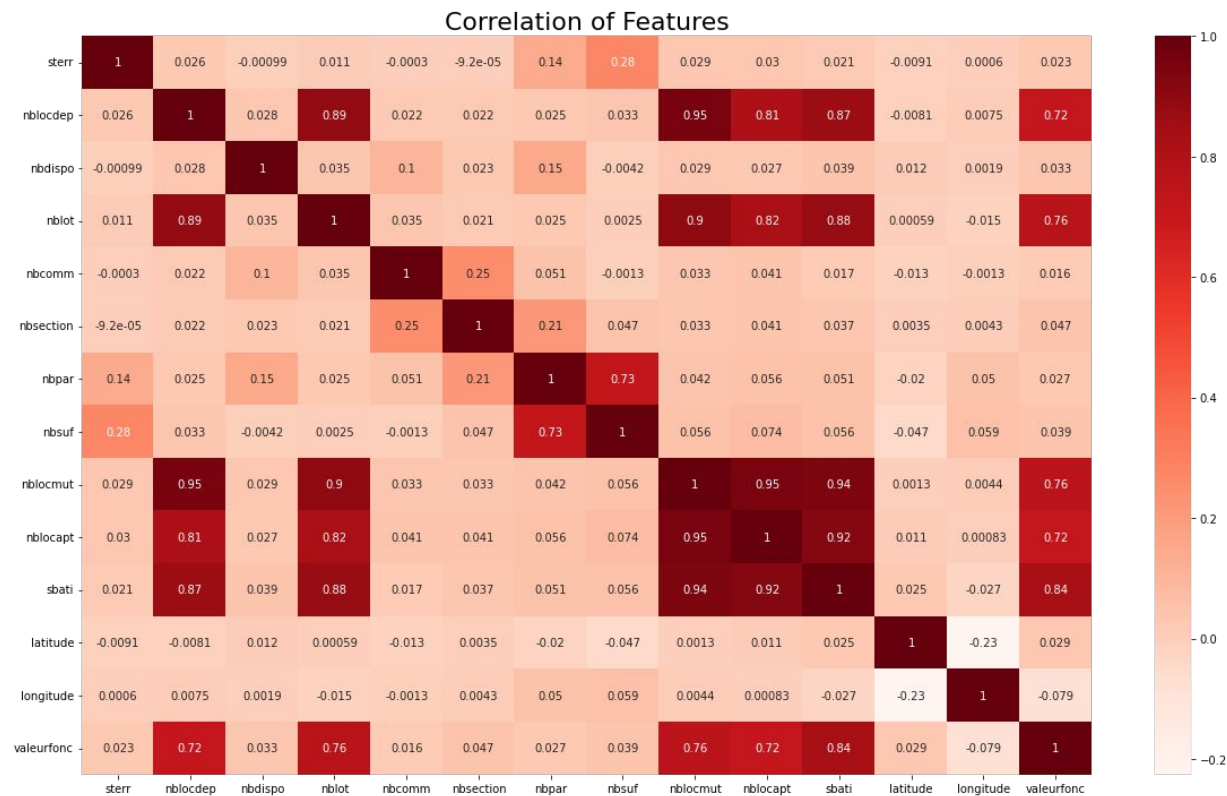 Correlation of Features
sterr 1 0.026 -0.00099 0.011 -0.0003 -9.2e-05 0.14 0.28 0.029 0.03 0.021 -0.0091 0.0006 0.023
nblocdep 0.026 1 0.028 0.89 0.022 0.022 0.025 0.033 0.95 0.81 0.87 -0.0081 0.0075 0.72
nbdispo -0.00099 0.028 1 0.035 0.1 0.023 0.15 -0.0042 0.029 0.027 0.039 0.012 0.0019 0.033
nblot 0.011 0.89 0.035 1 0.035 0.021 0.025 0.0025 0.9 0.82 0.88 0.00059 -0.015 0.76
nbcomm -0.0003 0.022 0.1 0.035 1 0.25 0.051 -0.0013 0.033 0.041 0.017 -0.013 -0.0013 0.016
nbsection -9.2e-05 0.022 0.023 0.021 0.25 1 0.21 0.047 0.033 0.041 0.037 0.0035 0.0043 0.047
nbpar 0.14 0.025 0.15 0.025 0.051 0.21 1 0.73 0.042 0.056 0.051 -0.02 0.05 0.027
nbsuf 0.28 0.033 -0.0042 0.0025 -0.0013 0.047 0.73 1 0.056 0.074 0.056 -0.047 0.059 0.039
nblocmut 0.029 0.95 0.029 0.9 0.033 0.033 0.042 0.056 1 0.95 0.94 0.0013 0.0044 0.76
nblocapt 0.03 0.81 0.027 0.82 0.041 0.041 0.056 0.074 0.95 1 0.92 0.011 0.00083 0.72
sbati 0.021 0.87 0.039 0.88 0.017 0.037 0.051 0.056 0.94 0.92 1 0.025 -0.027 0.84
latitude -0.0091 -0.0081 0.012 0.00059 -0.013 0.0035 -0.02 -0.047 0.0013 0.011 0.025 1 -0.23 0.029
longitude 0.0006 0.0075 0.0019 -0.015 -0.0013 0.0043 0.05 0.059 0.0044 0.00083 -0.027 -0.23 1 -0.079
valeurfonc 0.023 0.72 0.033 0.76 0.016 0.047 0.027 0.039 0.76 0.72 0.84 0.029 -0.079 1
sterr nblocdep nbdispo nblot nbcomm nbsection nbpar nbsuf nblocmut nblocapt sbati latitude longitude valeurfonc
1.0
0.8
0.6
0.4
0.2
0.0
−0.2